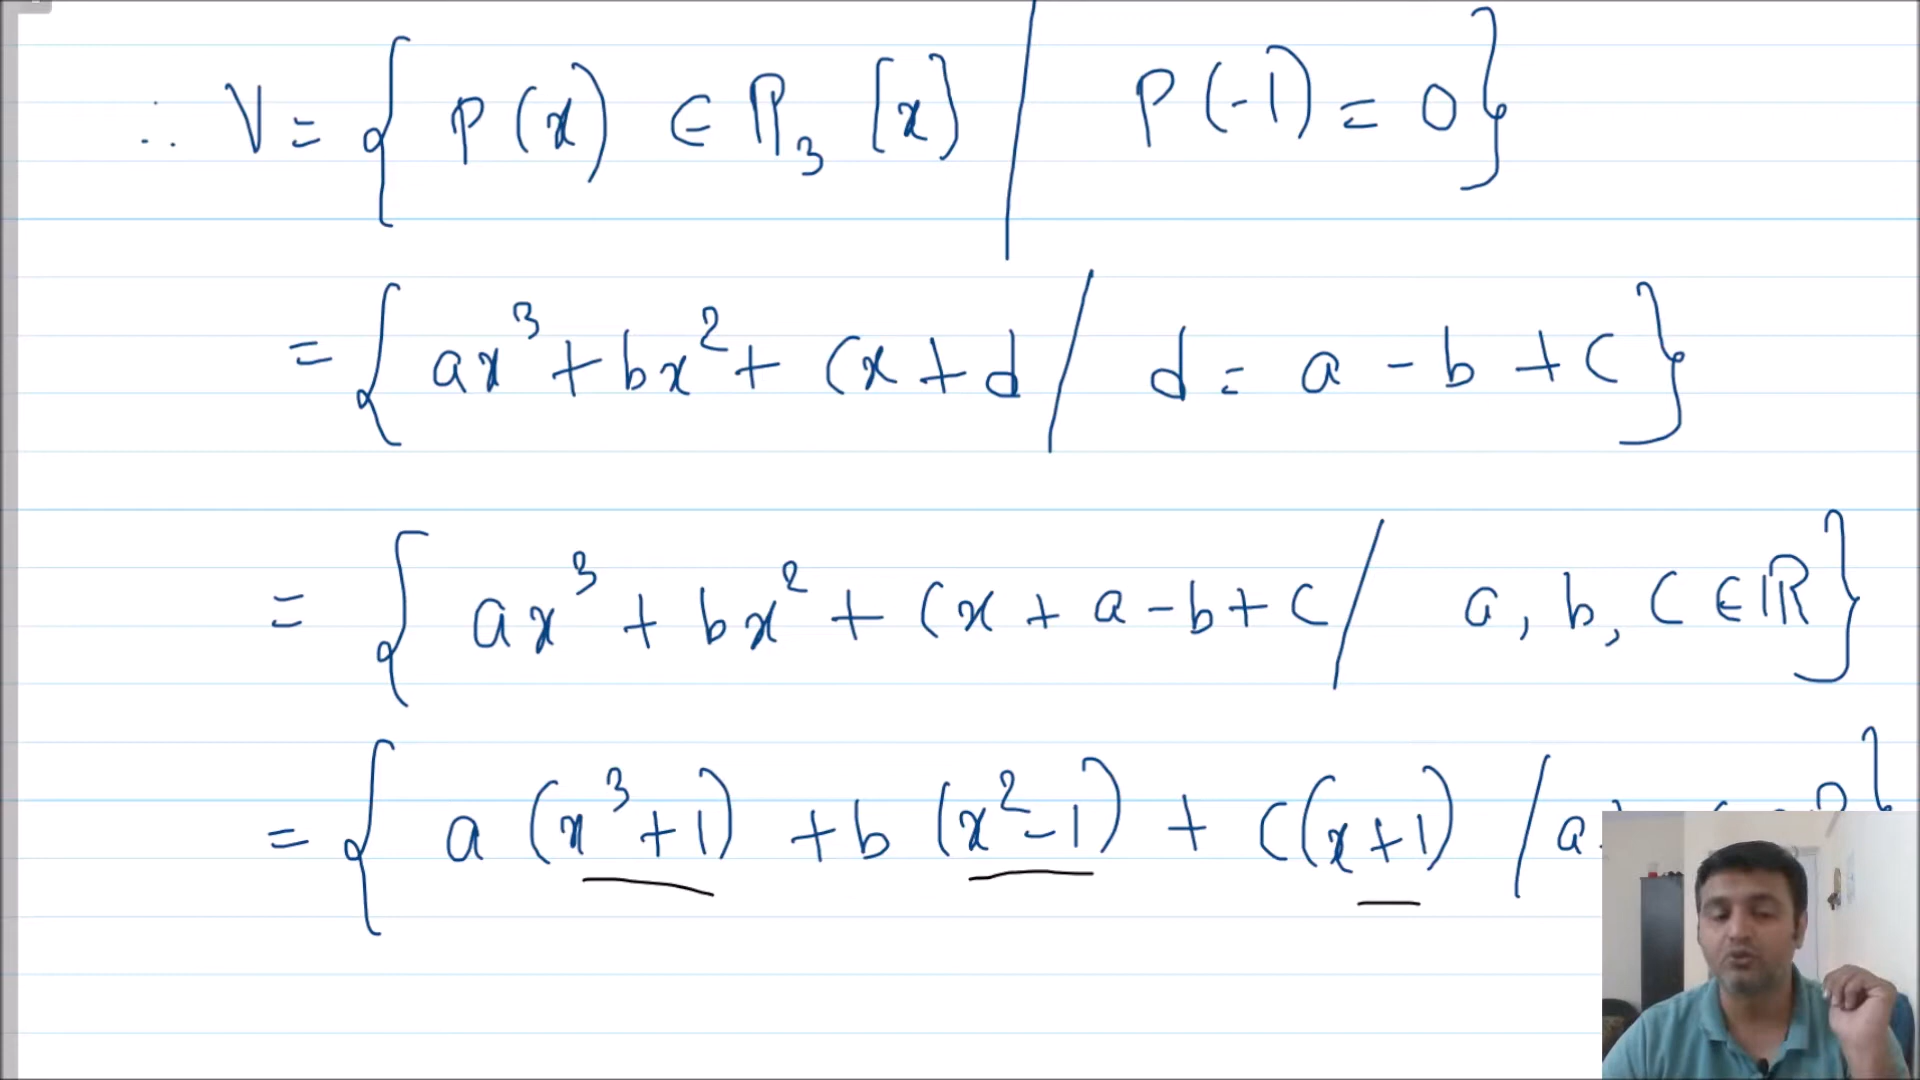 ∴ V = { P(x) ∈ ℙ₃[x] / P(-1) = 0 }
= { ax³ + bx² + cx + d / d = a - b + c }
= { ax³ + bx² + cx + a - b + c / a, b, c ∈ ℝ }
= { a(x³+1) + b(x²-1) + c(x+1) / a